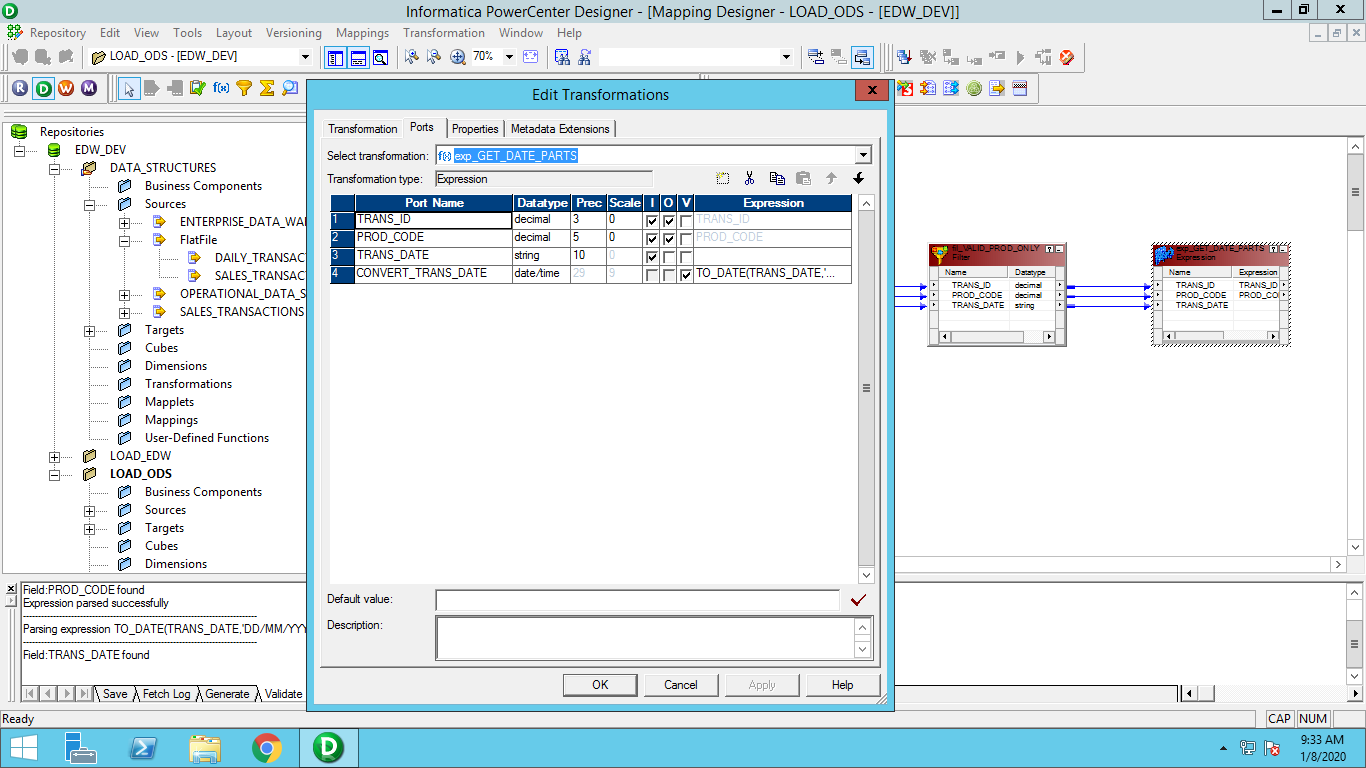 Informatica PowerCenter Designer - [Mapping Designer - LOAD_ODS - [EDW_DEV]]
Repository Edit View Tools Layout Versioning Mappings Transformation Window Help
LOAD_ODS - [EDW_DEV]
70%
Repositories
EDW_DEV
DATA_STRUCTURES
Business Components
Sources
ENTERPRISE_DATA_WA
FlatFile
DAILY_TRANSAC
SALES_TRANSAC
OPERATIONAL_DATA_S
SALES_TRANSACTIONS
Targets
Cubes
Dimensions
Transformations
Mapplets
Mappings
User-Defined Functions
LOAD_EDW
LOAD_ODS
Business Components
Sources
Targets
Cubes
Dimensions
Edit Transformations
Transformation Ports Properties Metadata Extensions
Select transformation: f(x) exp_GET_DATE_PARTS
Transformation type: Expression
Port Name Datatype Prec Scale I O V Expression
1 TRANS_ID decimal 3 0 TRANS_ID
2 PROD_CODE decimal 5 0 PROD_CODE
3 TRANS_DATE string 10 0
4 CONVERT_TRANS_DATE date/time 29 9 TO_DATE(TRANS_DATE,'...
Default value:
Description:
OK Cancel Apply Help
fil_VALID_PROD_ONLY
Filter
Name Datatype
TRANS_ID decimal
PROD_CODE decimal
TRANS_DATE string
exp_GET_DATE_PARTS
Expression
Name Expression
TRANS_ID TRANS_ID
PROD_CODE PROD_CO
TRANS_DATE
Field:PROD_CODE found
Expression parsed successfully
Parsing expression TO_DATE(TRANS_DATE,'DD/MM/YYY
Field:TRANS_DATE found
Save Fetch Log Generate Validate
Ready
CAP NUM
9:33 AM
1/8/2020